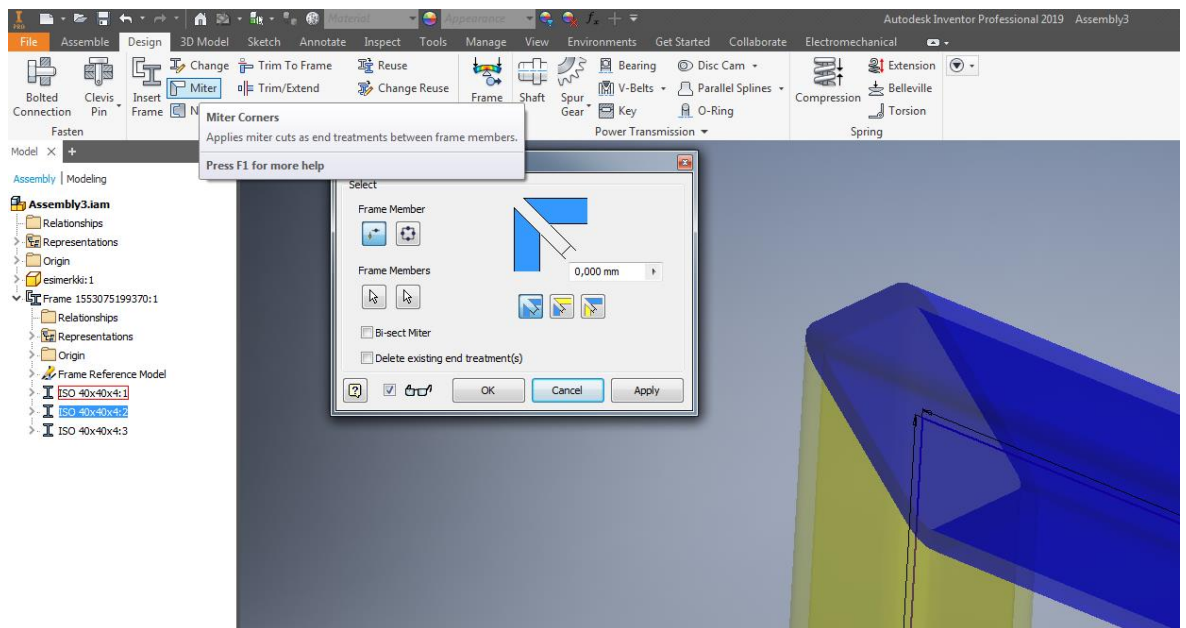 PRO
Material
Appearance
fx
Autodesk Inventor Professional 2019 Assembly3
File Assemble Design 3D Model Sketch Annotate Inspect Tools Manage View Environments Get Started Collaborate Electromechanical
Bolted Connection
Clevis Pin
Insert Frame
Change
Miter
N
Trim To Frame
Trim/Extend
Reuse
Change Reuse
Frame
Shaft
Spur Gear
Bearing
V-Belts
Key
Disc Cam
Parallel Splines
O-Ring
Compression
Extension
Belleville
Torsion
Fasten
Power Transmission
Spring
Miter Corners
Applies miter cuts as end treatments between frame members.
Press F1 for more help
Model
Assembly | Modeling
Assembly3.iam
Relationships
Representations
Origin
esimerkki:1
Frame 1553075199370:1
Relationships
Representations
Origin
Frame Reference Model
ISO 40x40x4:1
ISO 40x40x4:2
ISO 40x40x4:3
Select
Frame Member
Frame Members
0,000 mm
Bi-sect Miter
Delete existing end treatment(s)
OK Cancel Apply